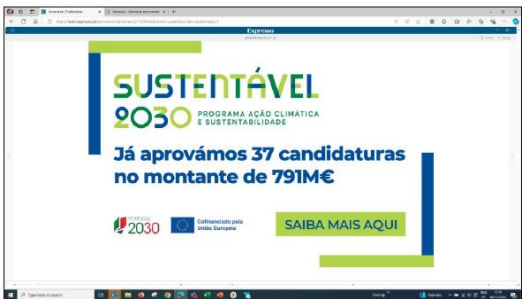 Expresso
SUSTENTÁVEL
2030 PROGRAMA AÇÃO CLIMÁTICA
E SUSTENTABILIDADE
Já aprovámos 37 candidaturas
no montante de 791M€
PORTUGAL
2030
Cofinanciado pela
União Europeia
SAIBA MAIS AQUI
Type here to search